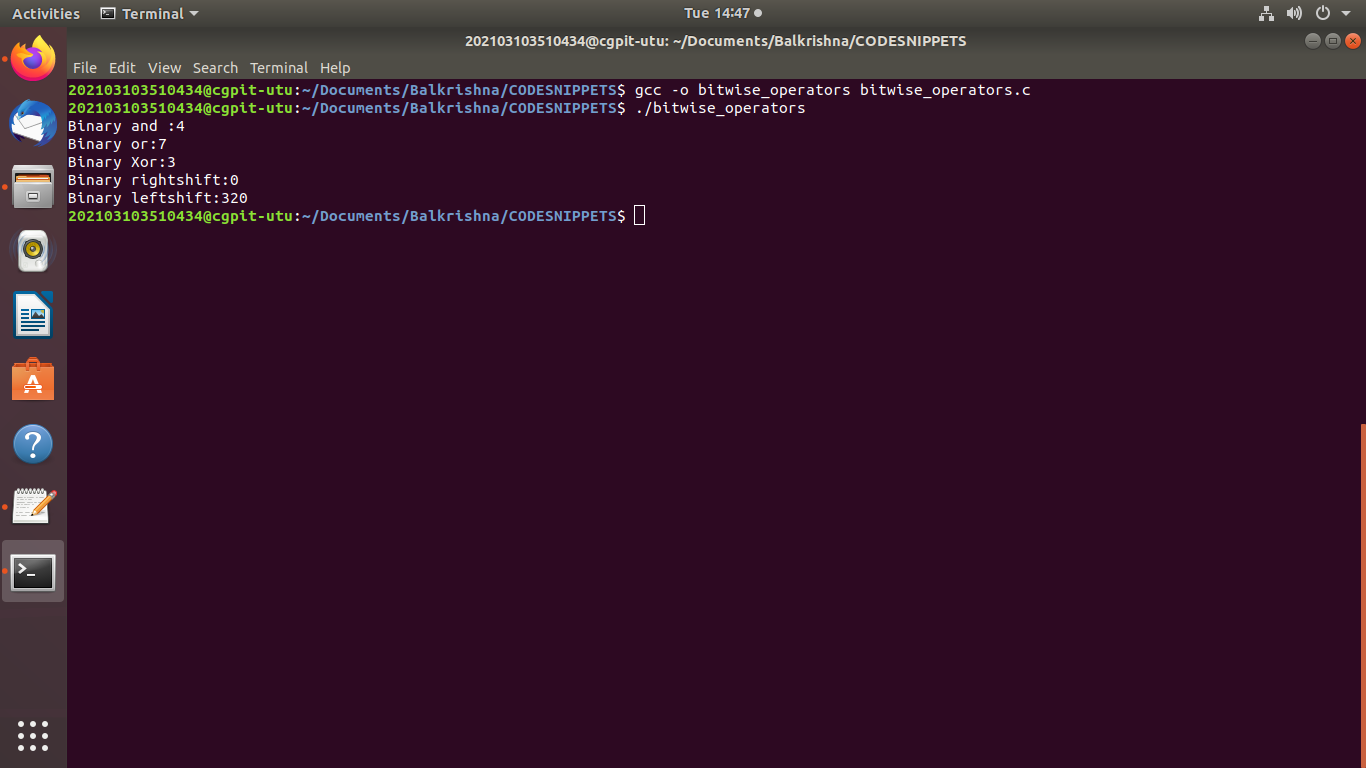 Activities Terminal Tue 14:47
202103103510434@cgpit-utu: ~/Documents/Balkrishna/CODESNIPPETS
File Edit View Search Terminal Help
202103103510434@cgpit-utu:~/Documents/Balkrishna/CODESNIPPETS$ gcc -o bitwise_operators bitwise_operators.c
202103103510434@cgpit-utu:~/Documents/Balkrishna/CODESNIPPETS$ ./bitwise_operators
Binary and :4
Binary or:7
Binary Xor:3
Binary rightshift:0
Binary leftshift:320
202103103510434@cgpit-utu:~/Documents/Balkrishna/CODESNIPPETS$